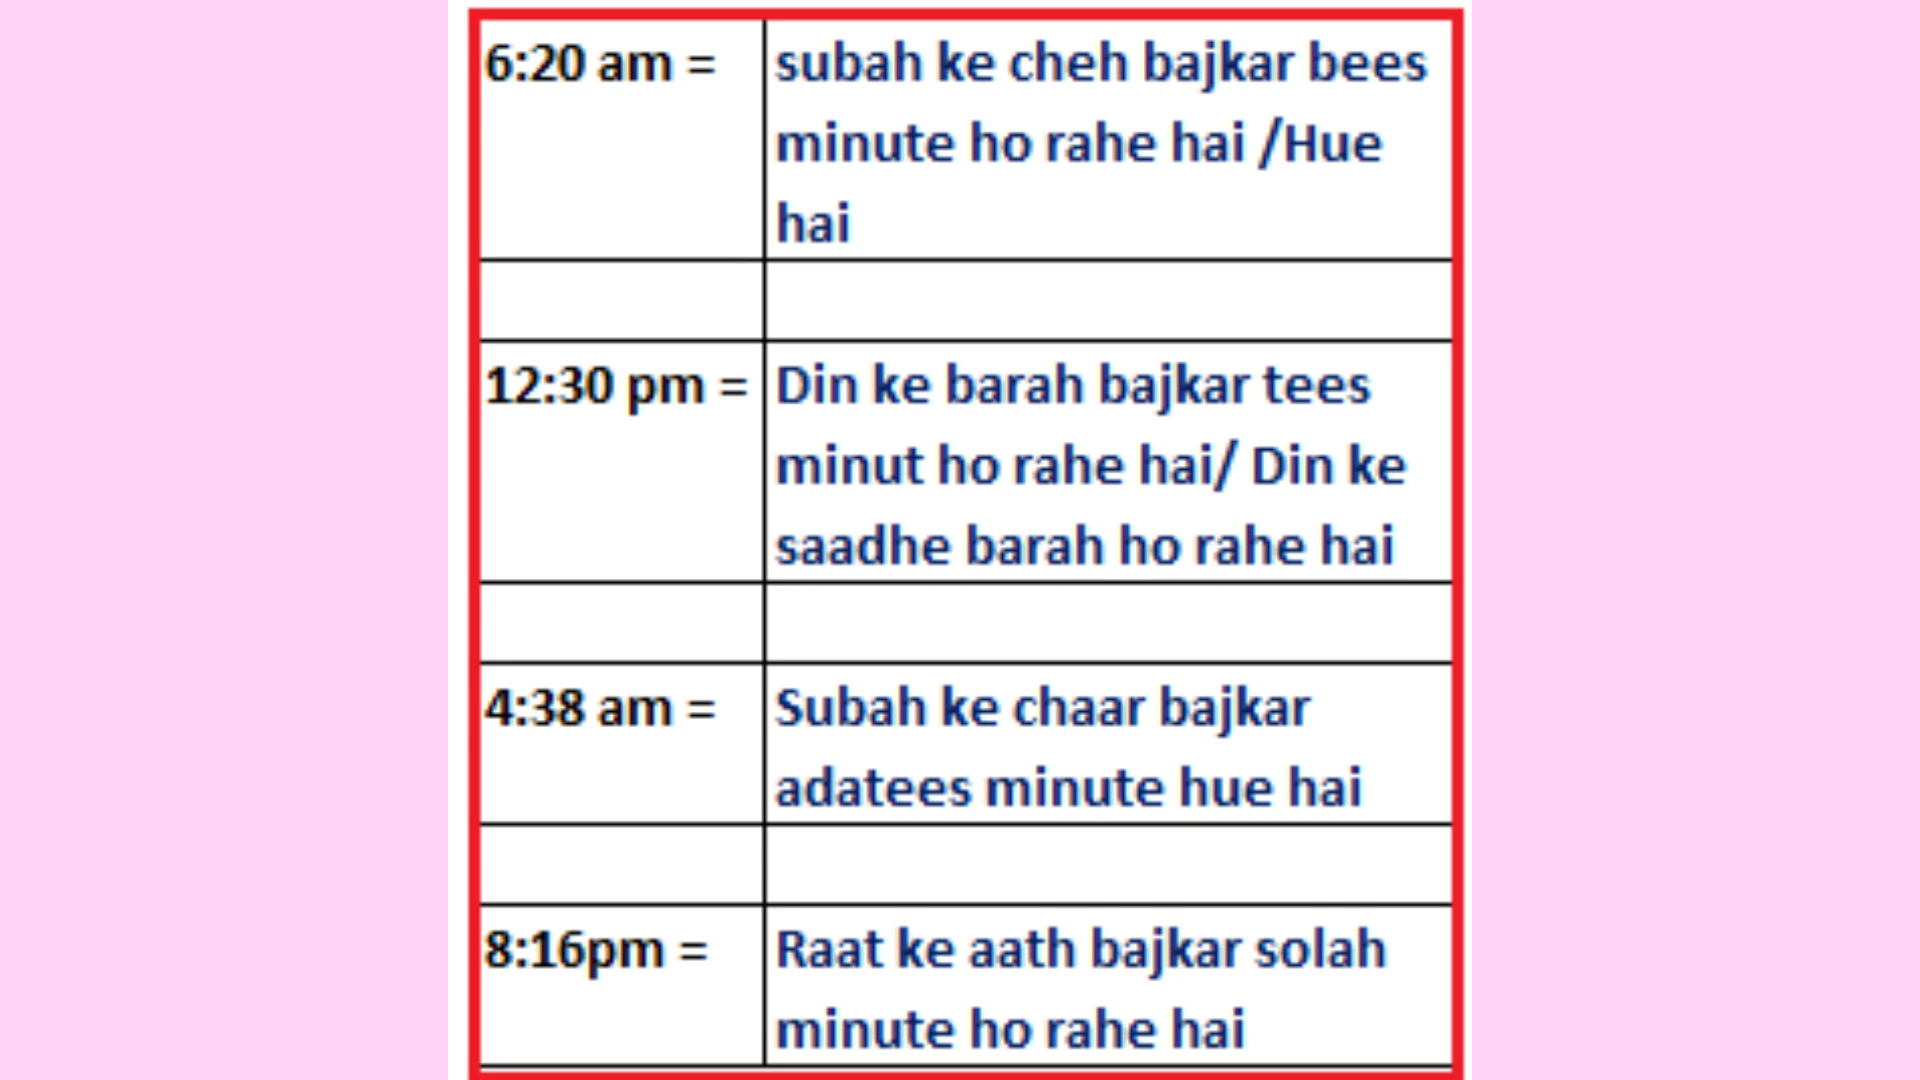 6:20 am = subah ke cheh bajkar bees
minute ho rahe hai /Hue
hai
12:30 pm = Din ke barah bajkar tees
minut ho rahe hai/ Din ke
saadhe barah ho rahe hai
4:38 am = Subah ke chaar bajkar
adatees minute hue hai
8:16pm = Raat ke aath bajkar solah
minute ho rahe hai